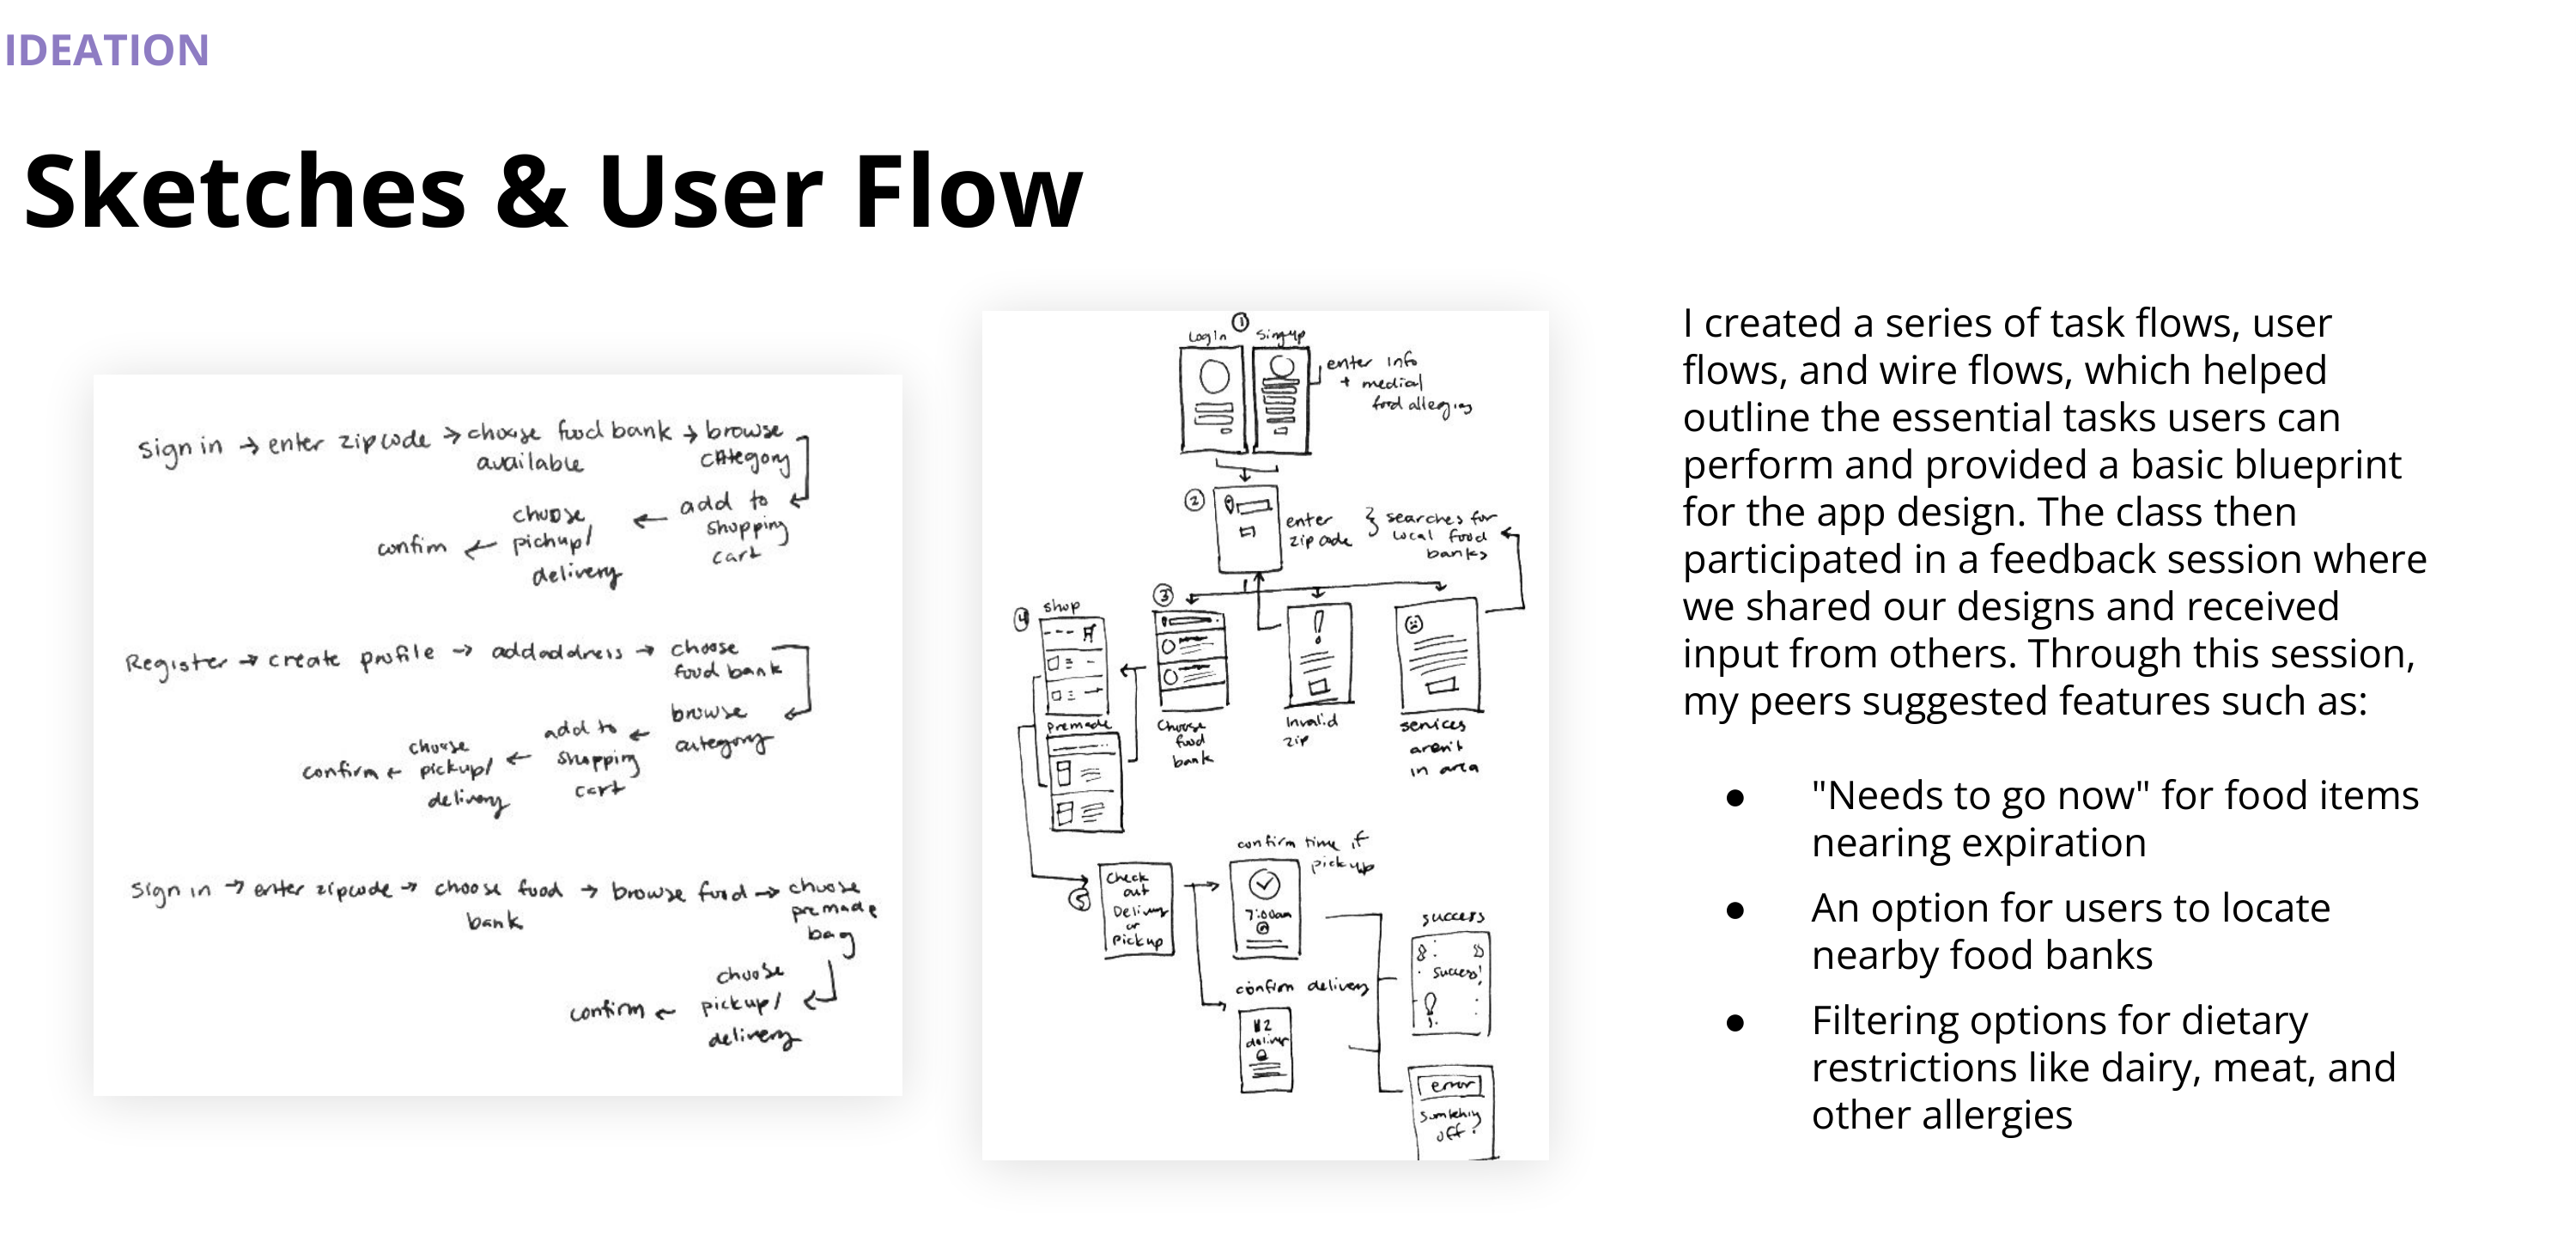 IDEATION
Sketches & User Flow
sign in → enter zipcode → choose food bank → browse
available category
add to
shopping
cart
← choose
pickup/
delivery
confirm ←
Register → create profile → add address → choose
food bank
browse
category
add to ←
shopping
cart
choose ←
pickup/
delivery
confirm ←
Sign in → enter zipcode → choose food → browse food → choose
bank premade
bag
choose
pickup/
delivery
confirm ←
①
Login Singup
enter info
+ medial
food allergies
②
enter
zip code
searches for
local food
banks
③
④ shop
premade
Choose
food
bank
!
Invalid
zip
services
aren't
in area
⑤
Check
out
Delivery
or
Pickup
confirm time if
pickup
7:00am
confirm delivery
success
success!
error
off?
I created a series of task flows, user
flows, and wire flows, which helped
outline the essential tasks users can
perform and provided a basic blueprint
for the app design. The class then
participated in a feedback session where
we shared our designs and received
input from others. Through this session,
my peers suggested features such as:
● "Needs to go now" for food items
nearing expiration
● An option for users to locate
nearby food banks
● Filtering options for dietary
restrictions like dairy, meat, and
other allergies